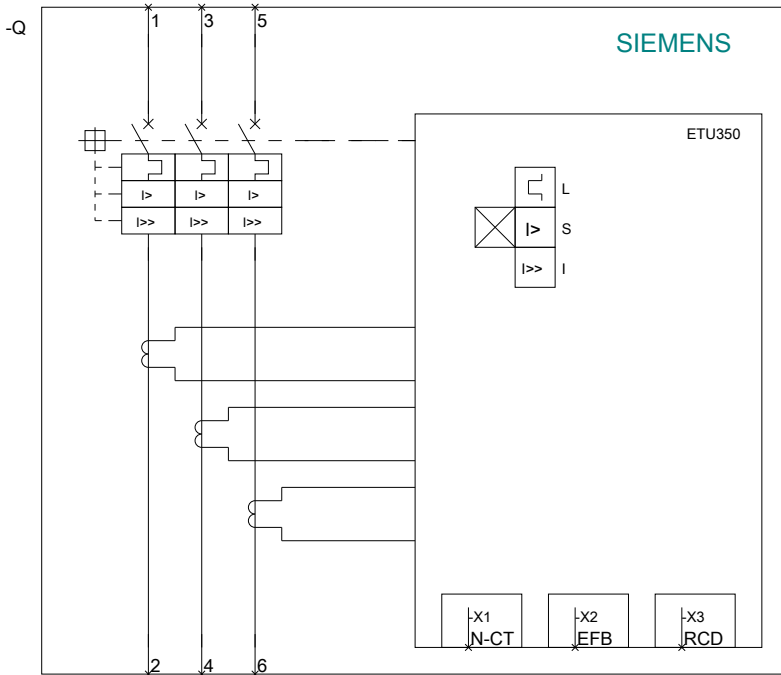 1 3 5
-Q
SIEMENS
ETU350
L
I> I> I>
I>> I>> I>>
I> S
I>> I
-X1 -X2 -X3
N-CT EFB RCD
2 4 6